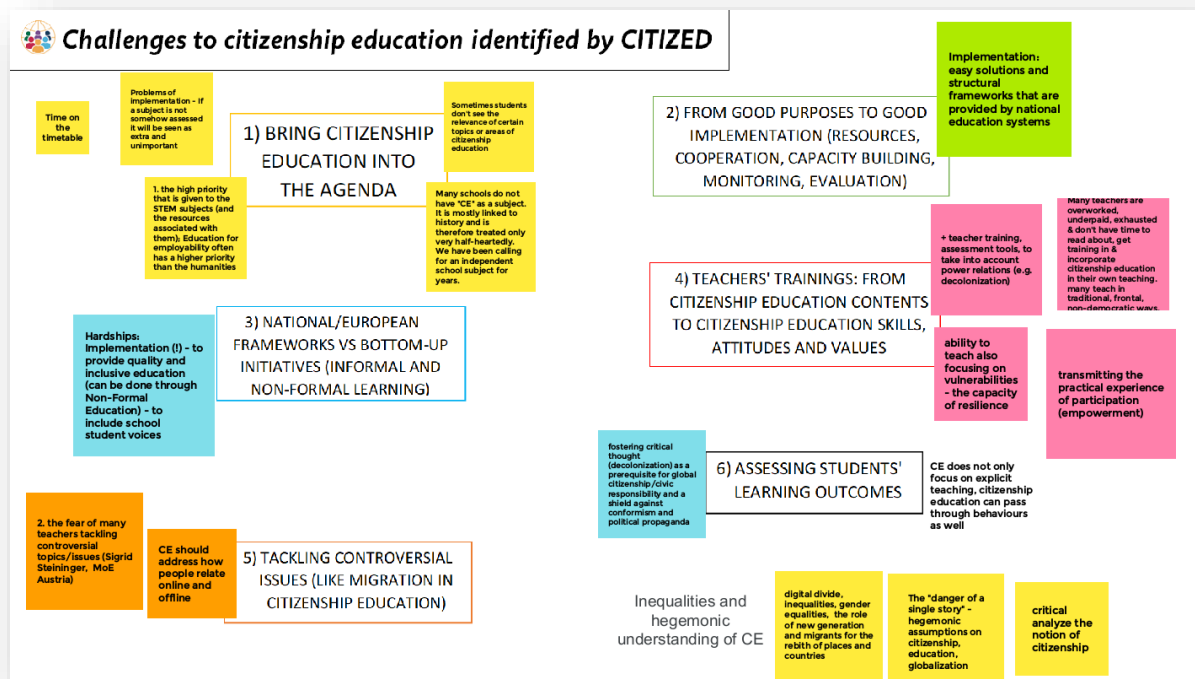 Challenges to citizenship education identified by CITIZED
Time on
the
timetable
Problems of
implementation - If
a subject is not
somehow assessed
it will be seen as
extra and
unimportant
1) BRING CITIZENSHIP
EDUCATION INTO
THE AGENDA
Sometimes students
don't see the
relevance of certain
topics or areas of
citizenship
education
1. the high priority
that is given to the
STEM subjects (and
the resources
associated with
them); Education for
employability often
has a higher priority
than the humanities
Many schools do not
have "CE" as a subject.
It is mostly linked to
history and is
therefore treated only
very half-heartedly.
We have been calling
for an independent
school subject for
years.
2) FROM GOOD PURPOSES TO GOOD
IMPLEMENTATION (RESOURCES,
COOPERATION, CAPACITY BUILDING,
MONITORING, EVALUATION)
Implementation:
easy solutions and
structural
frameworks that are
provided by national
education systems
Hardships:
Implementation (!) - to
provide quality and
inclusive education
(can be done through
Non-Formal
Education) - to
include school
student voices
3) NATIONAL/EUROPEAN
FRAMEWORKS VS BOTTOM-UP
INITIATIVES (INFORMAL AND
NON-FORMAL LEARNING)
4) TEACHERS' TRAININGS: FROM
CITIZENSHIP EDUCATION CONTENTS
TO CITIZENSHIP EDUCATION SKILLS,
ATTITUDES AND VALUES
+ teacher training,
assessment tools, to
take into account
power relations (e.g.
decolonization)
Many teachers are
overworked,
underpaid, exhausted
& don't have time to
read about, get
training in &
incorporate
citizenship education
in their own teaching.
many teach in
traditional, frontal,
non-democratic ways.
ability to
teach also
focusing on
vulnerabilities
- the capacity
of resilience
transmitting the
practical experience
of participation
(empowerment)
2. the fear of many
teachers tackling
controversial
topics/issues (Sigrid
Steininger, MoE
Austria)
CE should
address how
people relate
online and
offline
5) TACKLING CONTROVERSIAL
ISSUES (LIKE MIGRATION IN
CITIZENSHIP EDUCATION)
fostering critical
thought
(decolonization) as a
prerequisite for global
citizenship/civic
responsibility and a
shield against
conformism and
political propaganda
6) ASSESSING STUDENTS'
LEARNING OUTCOMES
CE does not only
focus on explicit
teaching, citizenship
education can pass
through behaviours
as well
Inequalities and
hegemonic
understanding of CE
digital divide,
inequalities, gender
equalities, the role
of new generation
and migrants for the
rebith of places and
countries
The "danger of a
single story" -
hegemonic
assumptions on
citizenship,
education,
globalization
critical
analyze the
notion of
citizenship